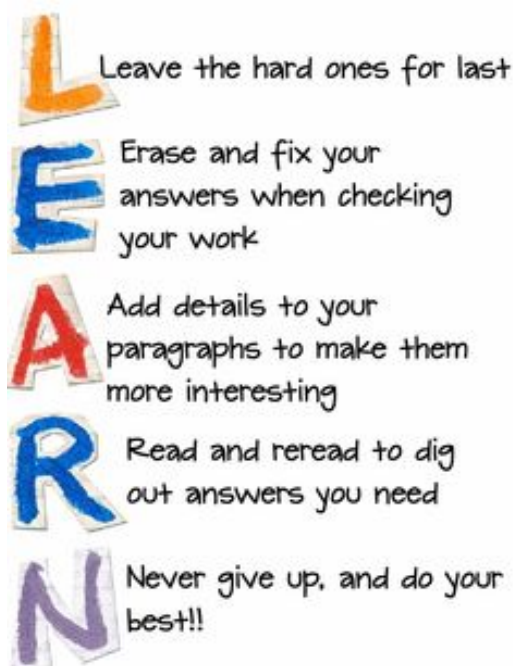 L Leave the hard ones for last
E Erase and fix your
answers when checking
your work
A Add details to your
paragraphs to make them
more interesting
R Read and reread to dig
out answers you need
N Never give up, and do your
best!!